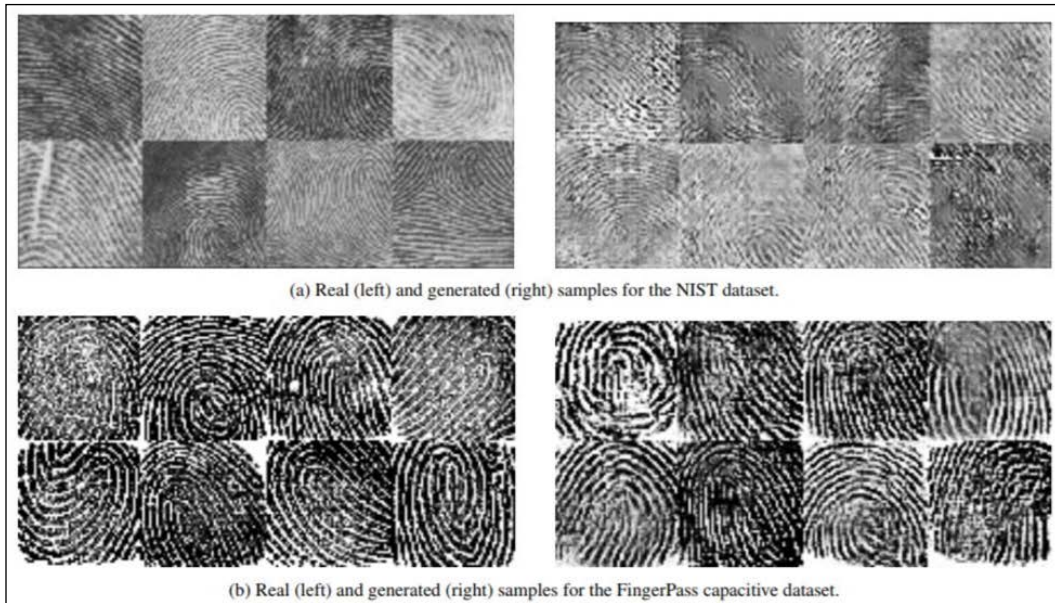 (a) Real (left) and generated (right) samples for the NIST dataset.
(b) Real (left) and generated (right) samples for the FingerPass capacitive dataset.